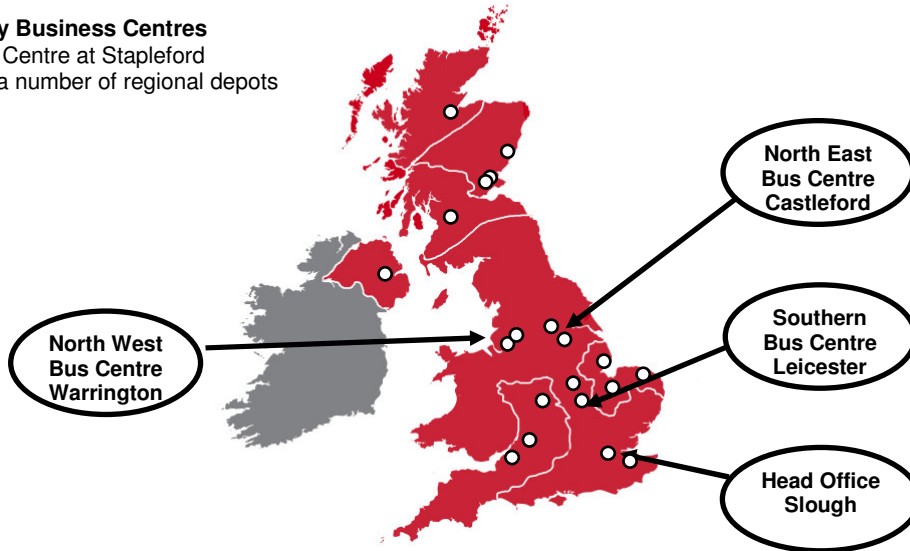 y Business Centres
Centre at Stapleford
a number of regional depots
North East
Bus Centre
Castleford
Southern
Bus Centre
Leicester
North West
Bus Centre
Warrington
Head Office
Slough